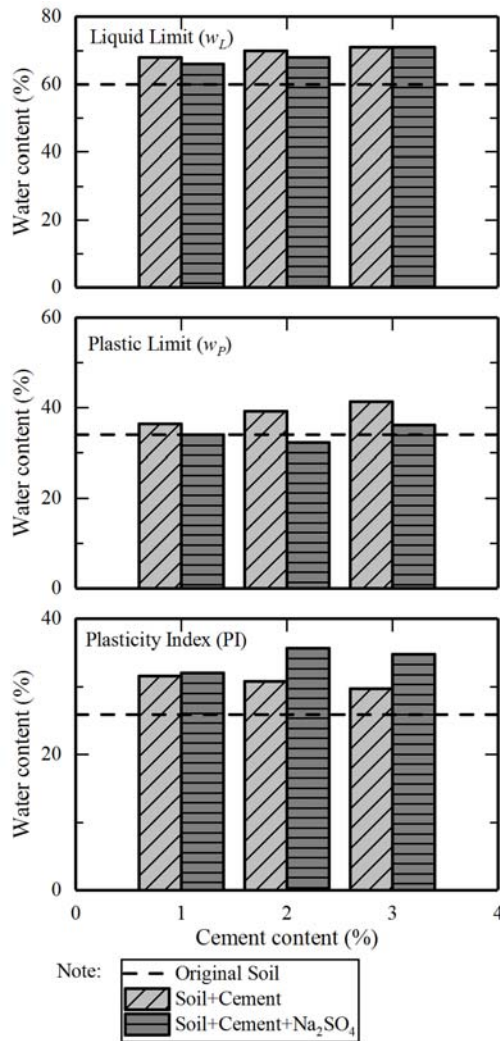 80
Liquid Limit (w_L)
60
40
20
0
Water content (%)
60
Plastic Limit (w_P)
40
20
0
Water content (%)
40
Plasticity Index (PI)
20
0
Water content (%)
0 1 2 3 4
Cement content (%)
Note:
Original Soil
Soil+Cement
Soil+Cement+Na₂SO₄